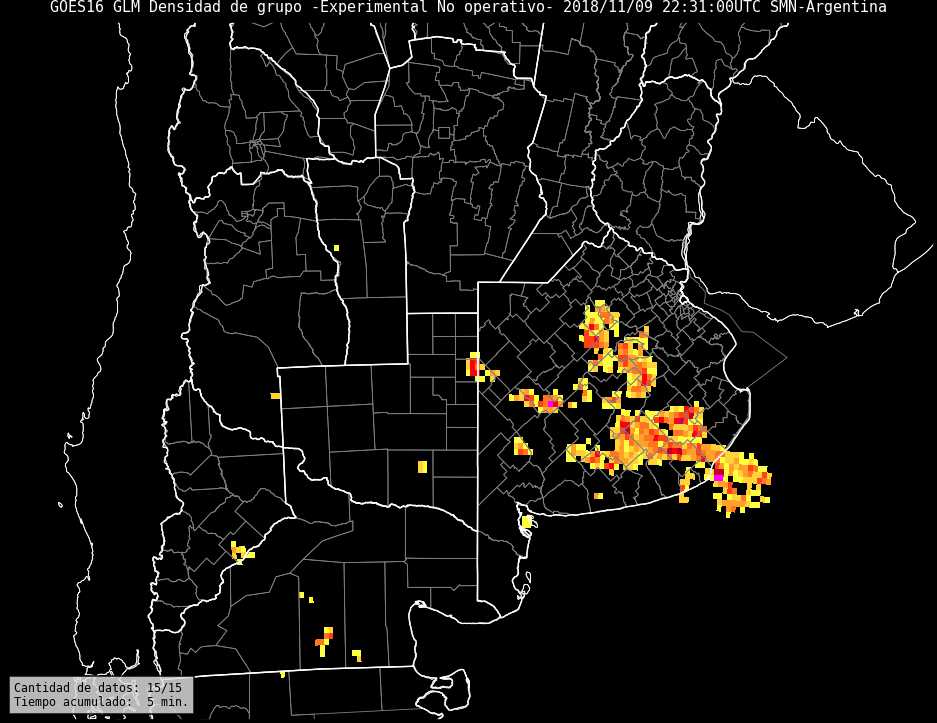 GOES16 GLM Densidad de grupo -Experimental No operativo- 2018/11/09 22:31:00UTC SMN-Argentina
Cantidad de datos: 15/15
Tiempo acumulado:  5 min.